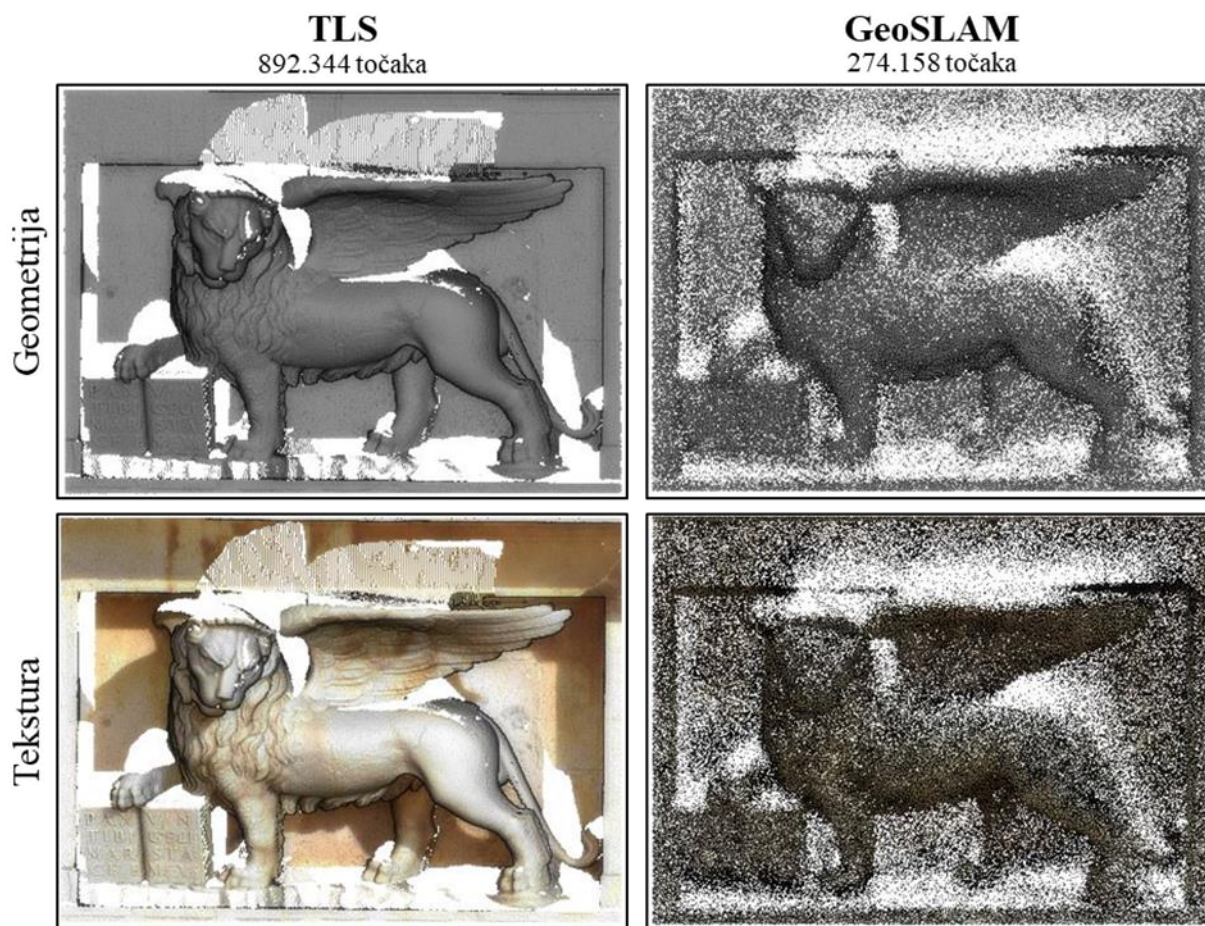 TLS
892.344 točaka
GeoSLAM
274.158 točaka
Geometrija
Tekstura